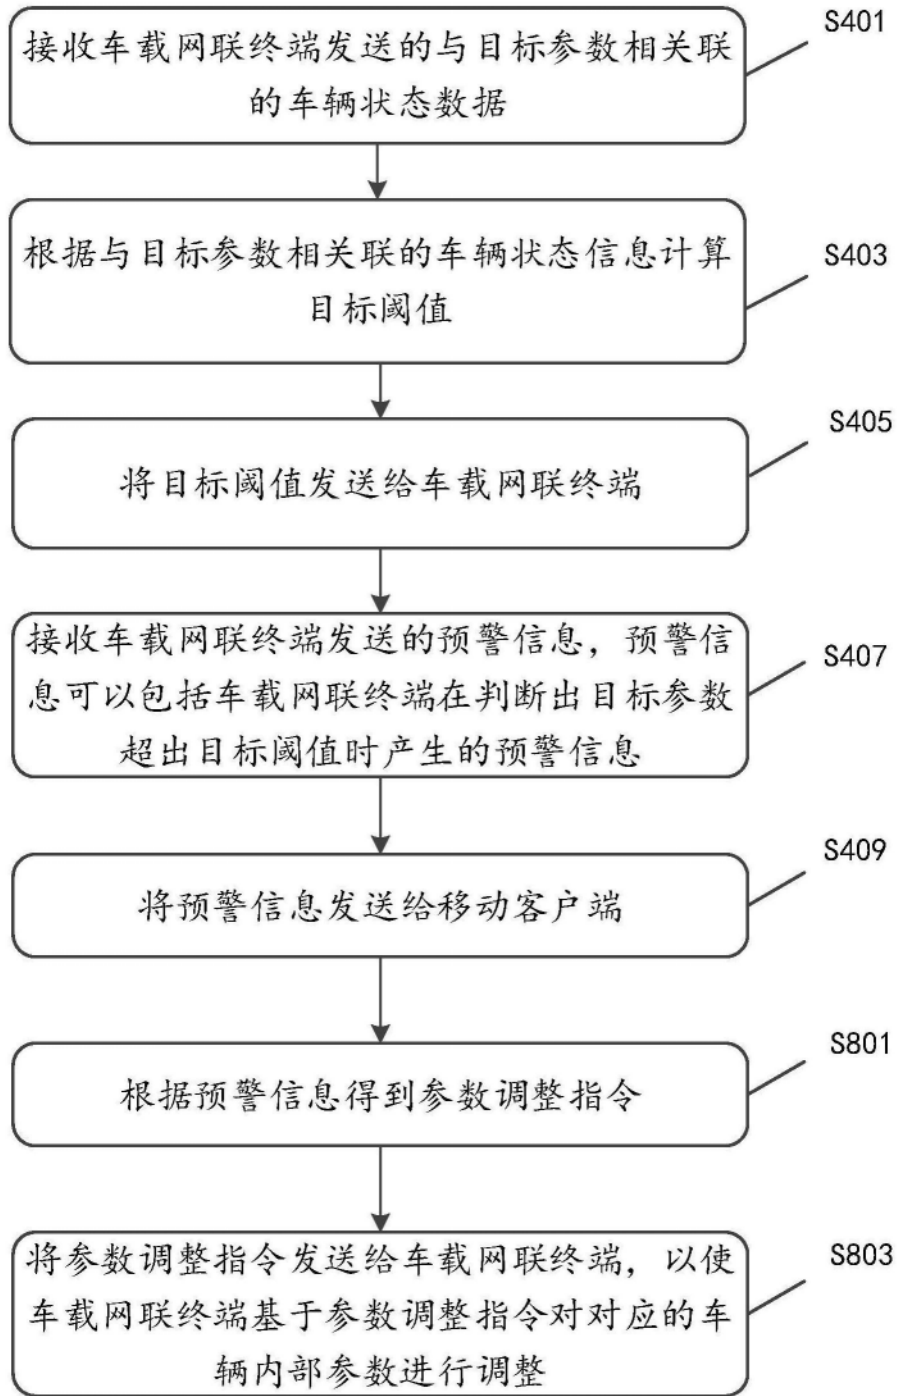 接收车载网联终端发送的与目标参数相关联
的车辆状态数据
S401
根据与目标参数相关联的车辆状态信息计算
目标阈值
S403
将目标阈值发送给车载网联终端
S405
接收车载网联终端发送的预警信息，预警信
息可以包括车载网联终端在判断出目标参数
超出目标阈值时产生的预警信息
S407
将预警信息发送给移动客户端
S409
根据预警信息得到参数调整指令
S801
将参数调整指令发送给车载网联终端，以使
车载网联终端基于参数调整指令对对应的车
辆内部参数进行调整
S803